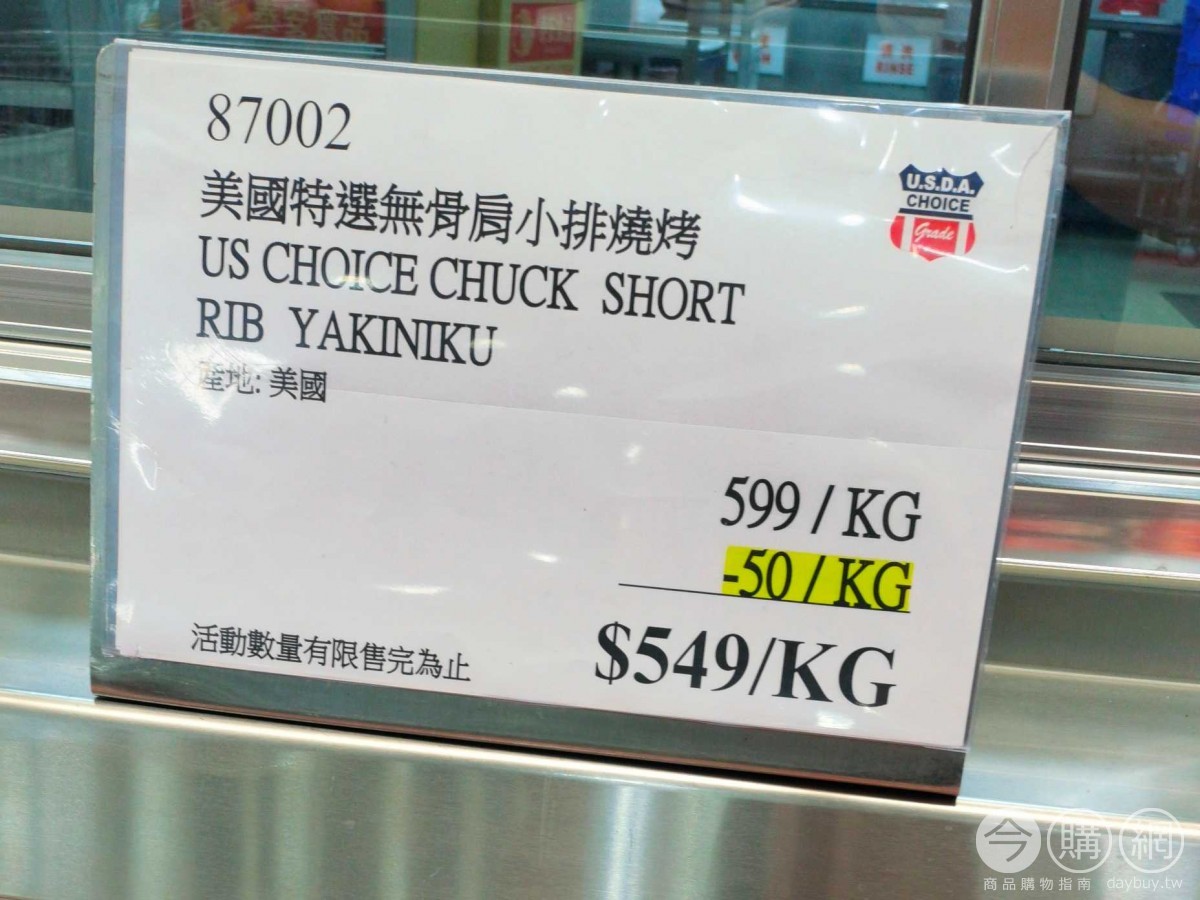 87002
美國特選無骨肩小排燒烤
US CHOICE CHUCK SHORT
RIB YAKINIKU
產地: 美國
U.S.D.A.
CHOICE
Grade
599 / KG
-50 / KG
$549/KG
活動數量有限售完為止
RINSE
今購網
商品購物指南 daybuy.tw